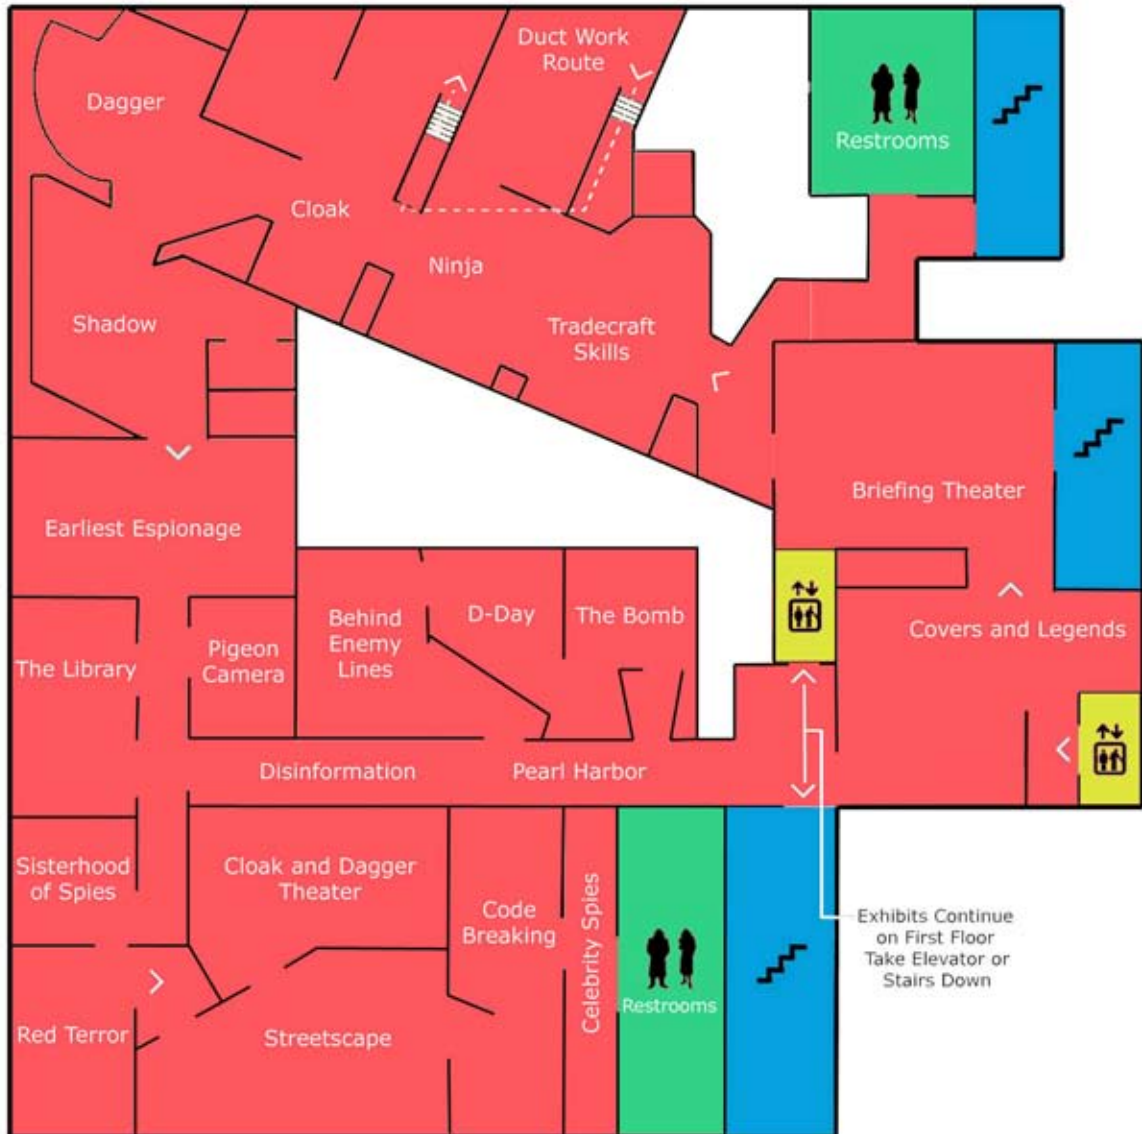 Duct Work
Route
Dagger
Restrooms
Cloak
Ninja
Shadow
Tradecraft
Skills
Briefing Theater
Earliest Espionage
Behind
Enemy
Lines
D-Day
The Bomb
Covers and Legends
The Library
Pigeon
Camera
Disinformation
Pearl Harbor
Sisterhood
of Spies
Cloak and Dagger
Theater
Code
Breaking
Celebrity Spies
Exhibits Continue
on First Floor
Take Elevator or
Stairs Down
Restrooms
Red Terror
Streetscape